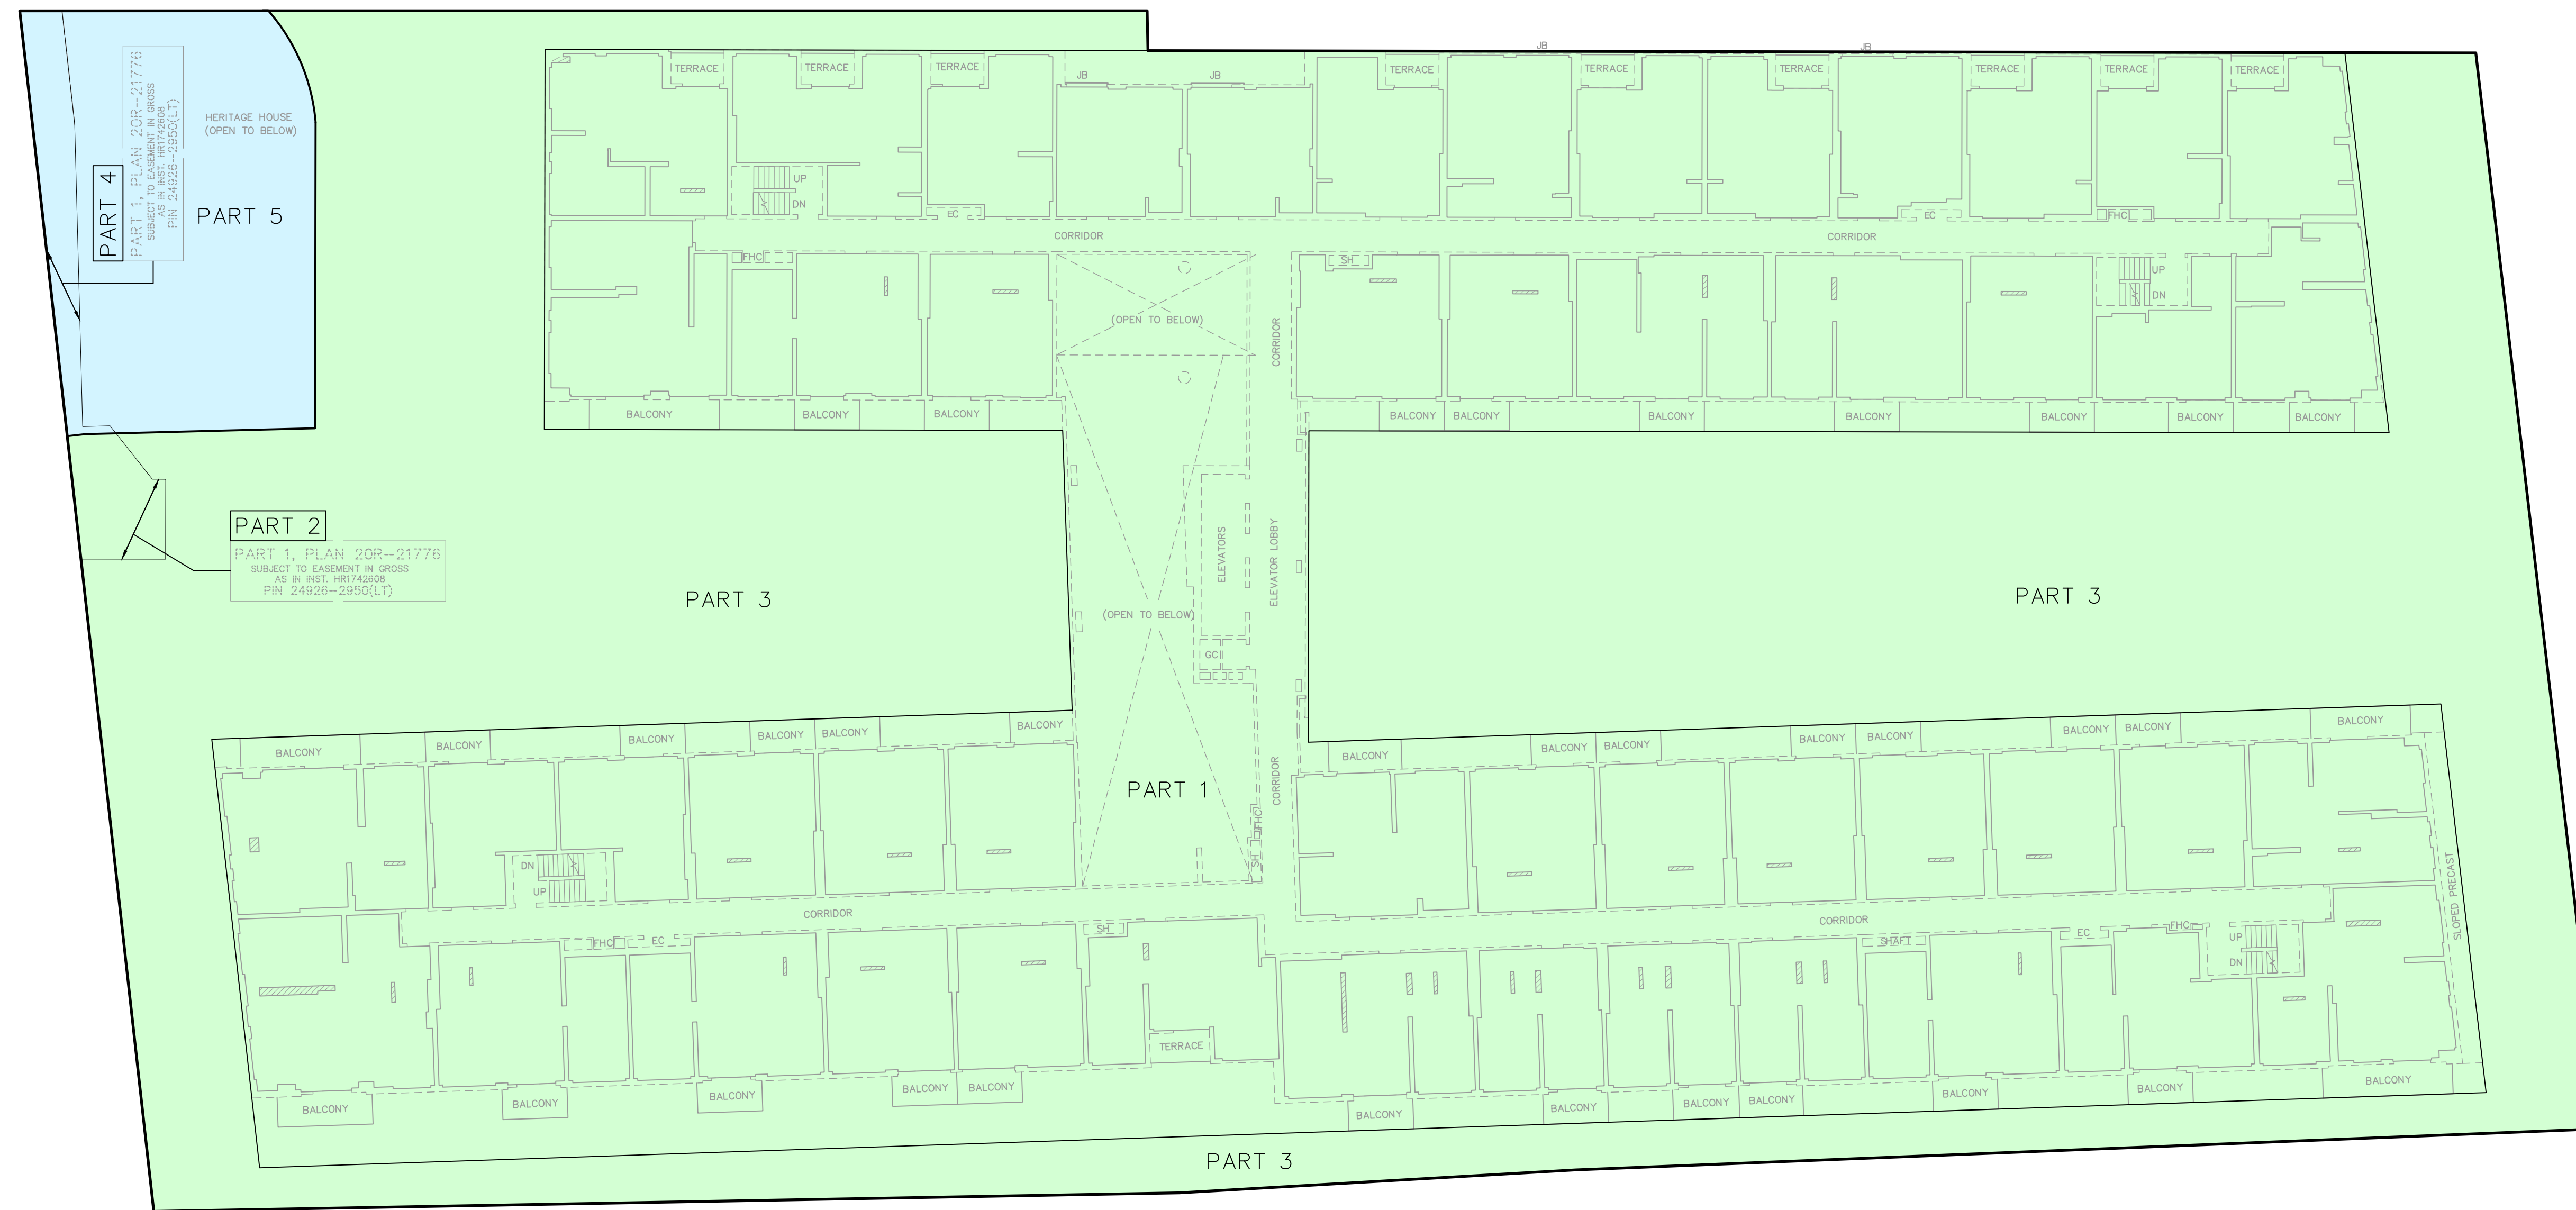 JB
JB
TERRACE
TERRACE
TERRACE
JB
JB
TERRACE
TERRACE
TERRACE
TERRACE
TERRACE
TERRACE
PART 4
PART 1, PLAN 20R--21776
SUBJECT TO EASEMENT IN GROSS
AS IN INST. HR1742608
PIN 24926--2950(LT)
HERITAGE HOUSE
(OPEN TO BELOW)
PART 5
UP
DN
EC
EC
FHC
CORRIDOR
CORRIDOR
FHC
SH
UP
DN
(OPEN TO BELOW)
CORRIDOR
BALCONY
BALCONY
BALCONY
BALCONY
BALCONY
BALCONY
BALCONY
BALCONY
BALCONY
BALCONY
PART 2
PART 1, PLAN 20R--21776
SUBJECT TO EASEMENT IN GROSS
AS IN INST. HR1742608
PIN 24926--2950(LT)
ELEVATORS
ELEVATOR LOBBY
PART 3
PART 3
(OPEN TO BELOW)
GC
BALCONY
BALCONY
BALCONY
BALCONY
BALCONY
BALCONY
BALCONY
BALCONY
BALCONY
BALCONY
BALCONY
BALCONY
BALCONY
BALCONY
PART 1
CORRIDOR
FHC
SH
DN
UP
SLOPED PRECAST
CORRIDOR
CORRIDOR
FHC
EC
SH
SHAFT
EC
FHC
UP
DN
TERRACE
BALCONY
BALCONY
BALCONY
BALCONY
BALCONY
BALCONY
BALCONY
BALCONY
BALCONY
BALCONY
BALCONY
BALCONY
PART 3